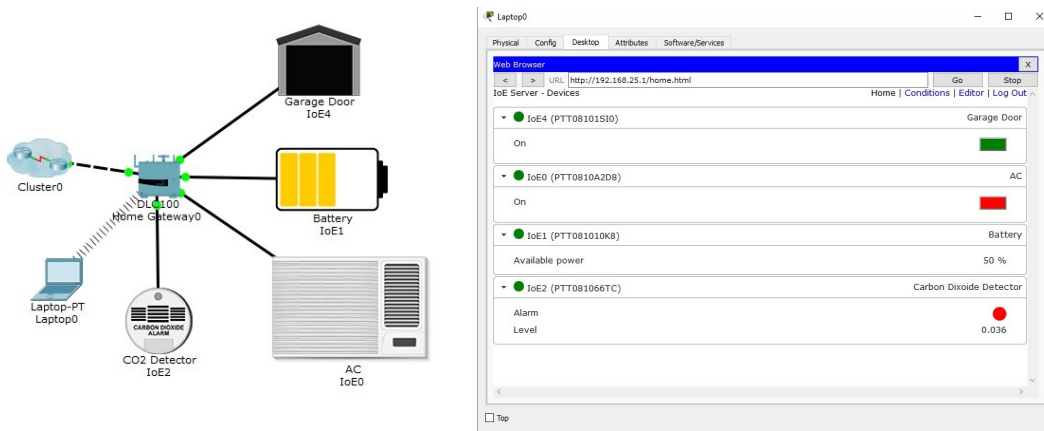 Garage Door
IoE4
Cluster0
DLC100
Home Gateway0
Battery
IoE1
Laptop-PT
Laptop0
CARBON DIOXIDE
ALARM
CO2 Detector
IoE2
AC
IoE0
Laptop0
Physical Config Desktop Attributes Software/Services
Web Browser X
< > URL http://192.168.25.1/home.html Go Stop
IoE Server - Devices Home | Conditions | Editor | Log Out
IoE4 (PTT08101SI0) Garage Door
On
IoE0 (PTT0810A2D8) AC
On
IoE1 (PTT081010K8) Battery
Available power 50 %
IoE2 (PTT081066TC) Carbon Dixoide Detector
Alarm
Level 0.036
Top